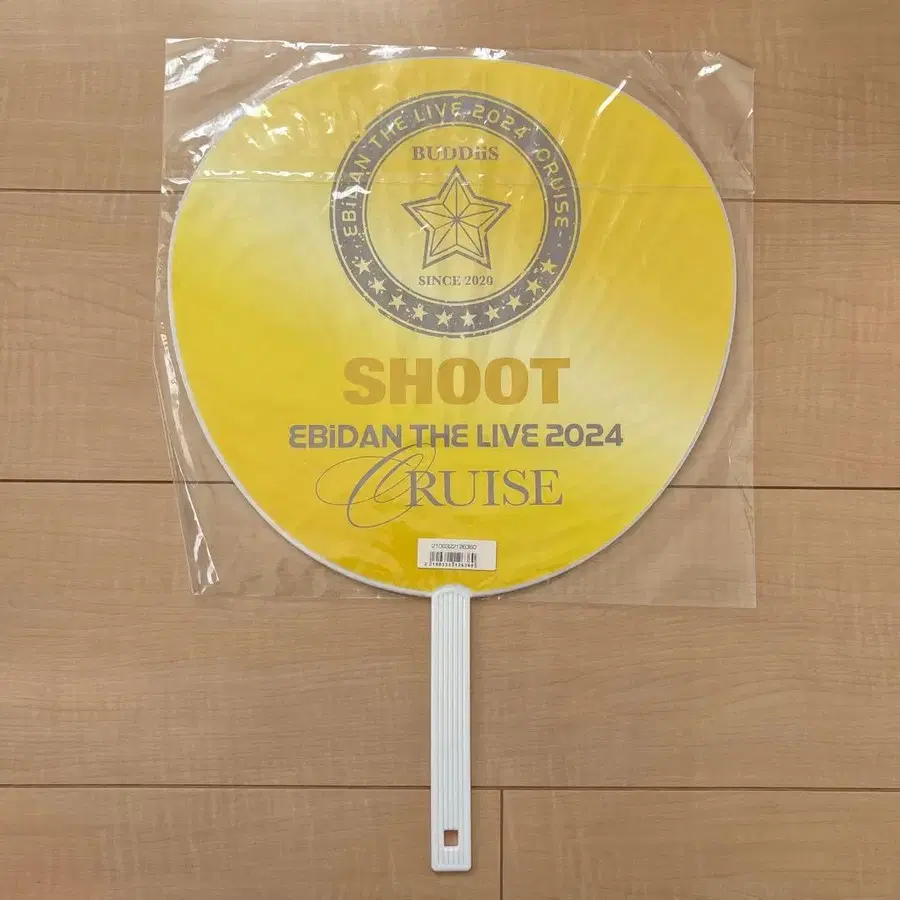 EBiDAN THE LIVE 2024 -CRUISE-
BUDDiiS
SINCE 2020
SHOOT
EBiDAN THE LIVE 2024
CRUISE